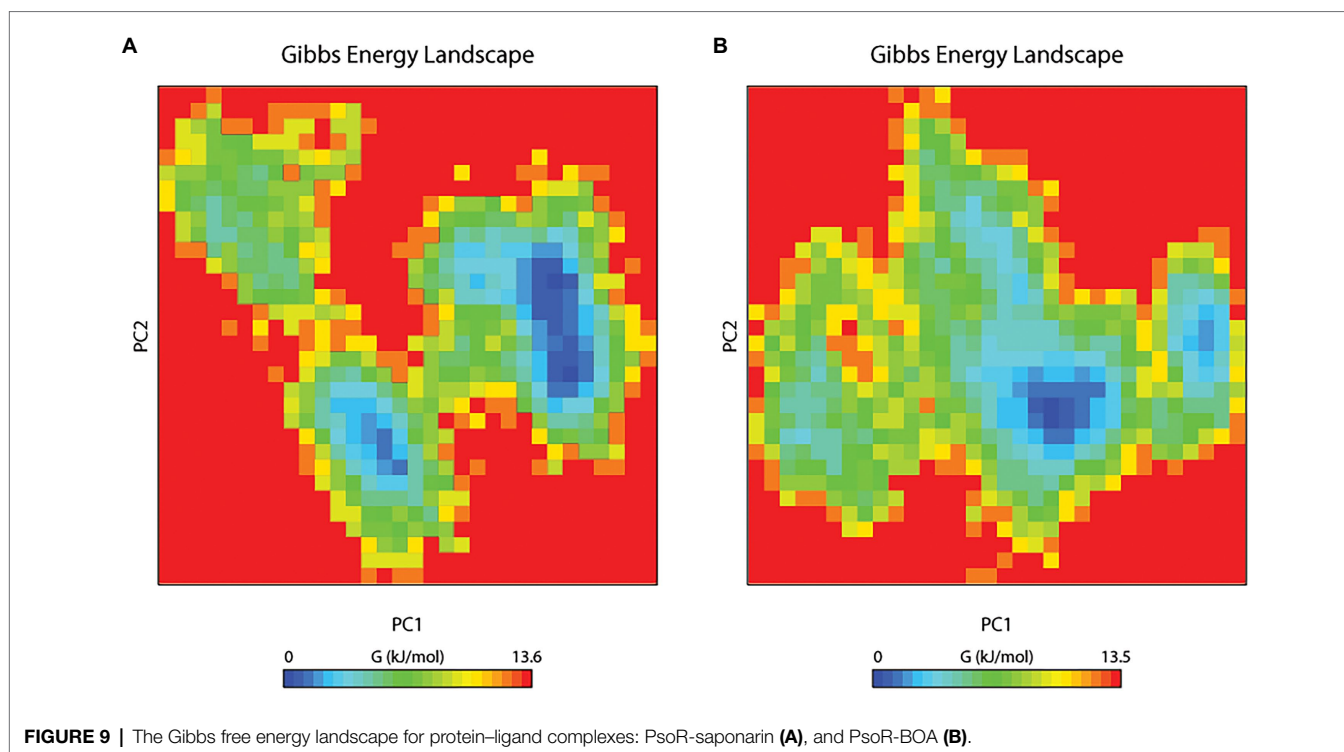 A
Gibbs Energy Landscape
PC2
PC1
0 G (kJ/mol) 13.6
B
Gibbs Energy Landscape
PC2
PC1
0 G (kJ/mol) 13.5
FIGURE 9 | The Gibbs free energy landscape for protein–ligand complexes: PsoR-saponarin (A), and PsoR-BOA (B).